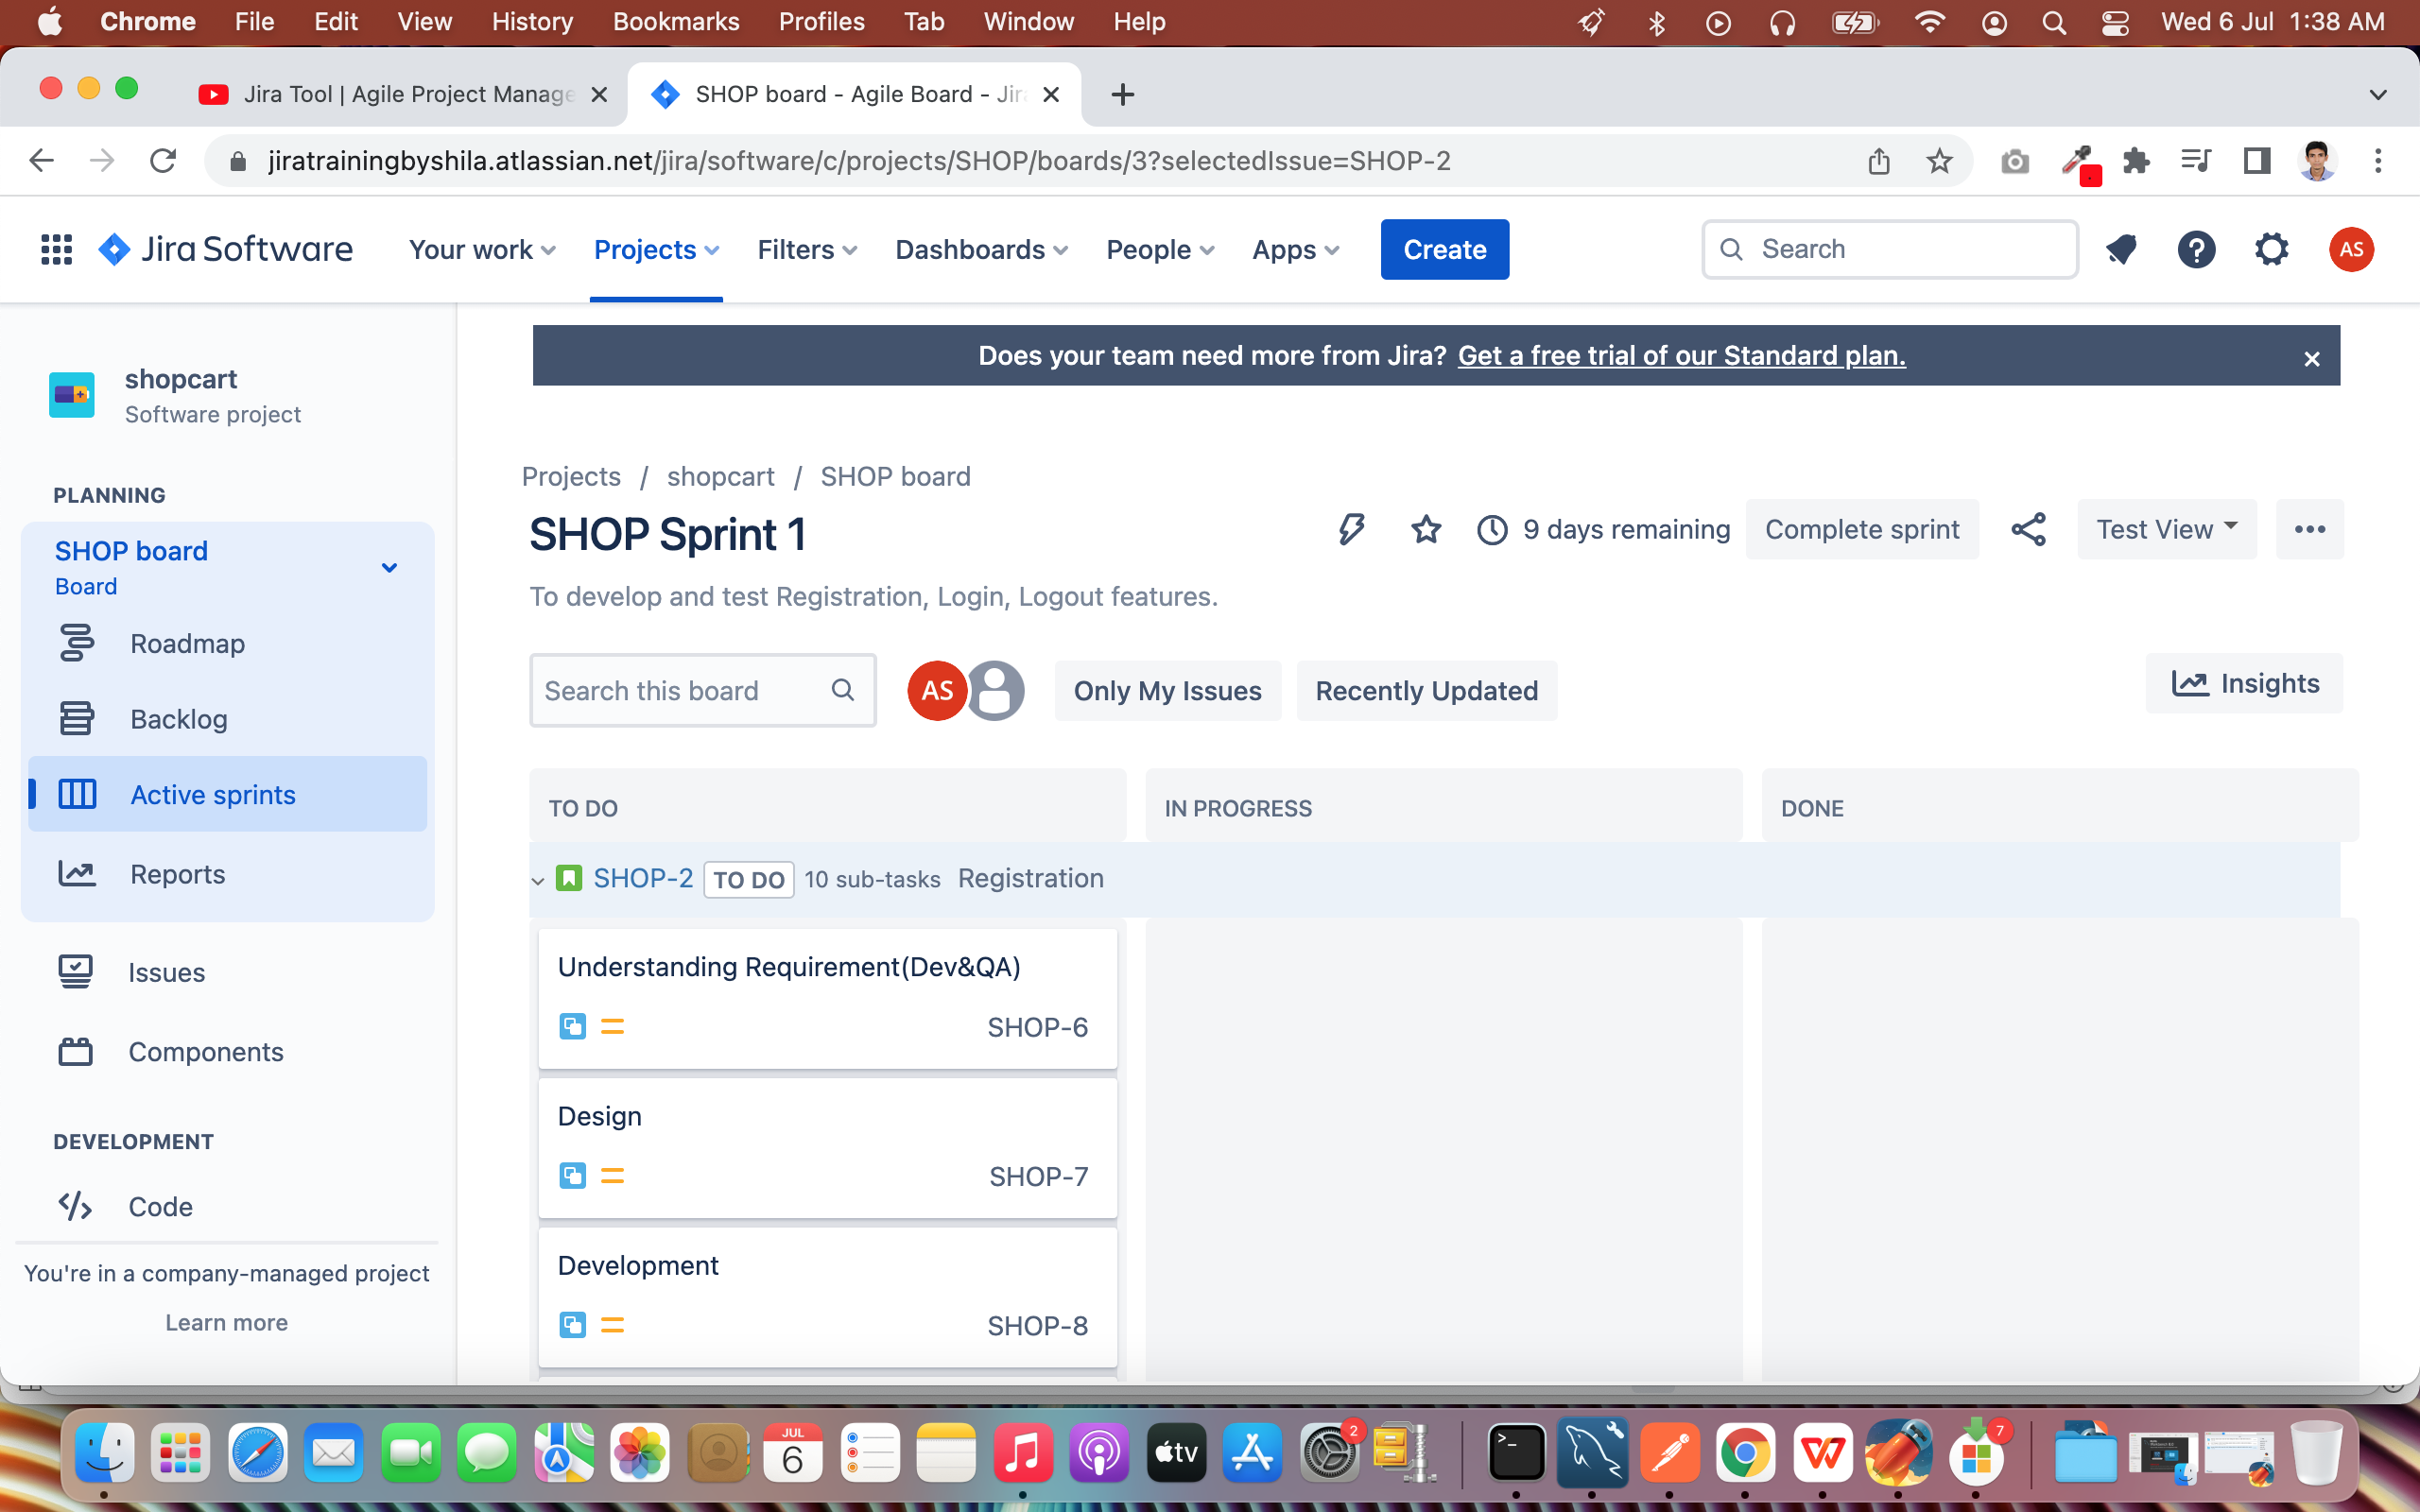 Chrome File Edit View History Bookmarks Profiles Tab Window Help Wed 6 Jul 1:38 AM
Jira Tool | Agile Project Manage SHOP board - Agile Board - Jir
jiratrainingbyshila.atlassian.net/jira/software/c/projects/SHOP/boards/3?selectedIssue=SHOP-2
Jira Software Your work Projects Filters Dashboards People Apps Create Search AS
Does your team need more from Jira? Get a free trial of our Standard plan.
shopcart
Software project
PLANNING
SHOP board
Board
Roadmap
Backlog
Active sprints
Reports
Issues
Components
DEVELOPMENT
Code
You're in a company-managed project
Learn more
Projects / shopcart / SHOP board
SHOP Sprint 1
9 days remaining Complete sprint Test View
To develop and test Registration, Login, Logout features.
Search this board AS Only My Issues Recently Updated Insights
TO DO IN PROGRESS DONE
SHOP-2 TO DO 10 sub-tasks Registration
Understanding Requirement(Dev&QA)
SHOP-6
Design
SHOP-7
Development
SHOP-8
JUL
6
tv
2
7